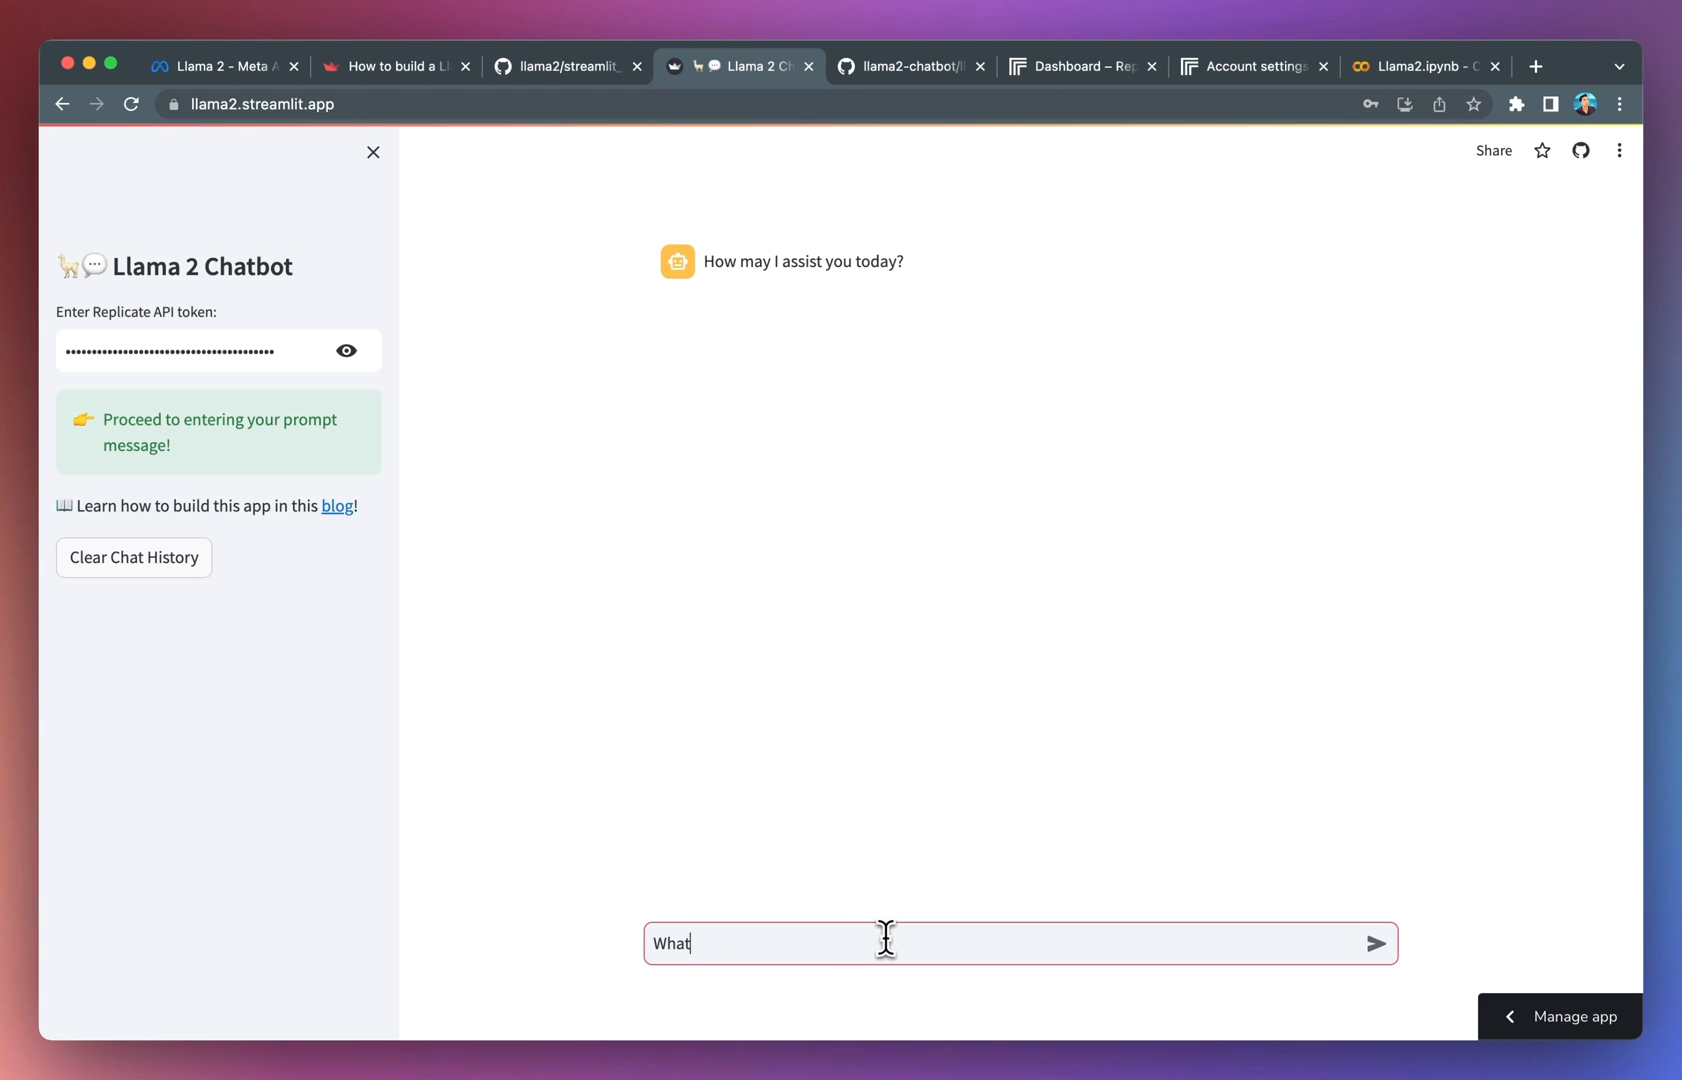 Llama 2 - Meta A
How to build a Ll
llama2/streamlit_
Llama 2 Ch
llama2-chatbot/l
Dashboard – Rep
Account settings
Llama2.ipynb - C
llama2.streamlit.app
Share
Llama 2 Chatbot
Enter Replicate API token:
Proceed to entering your prompt
message!
Learn how to build this app in this blog!
Clear Chat History
How may I assist you today?
What
Manage app